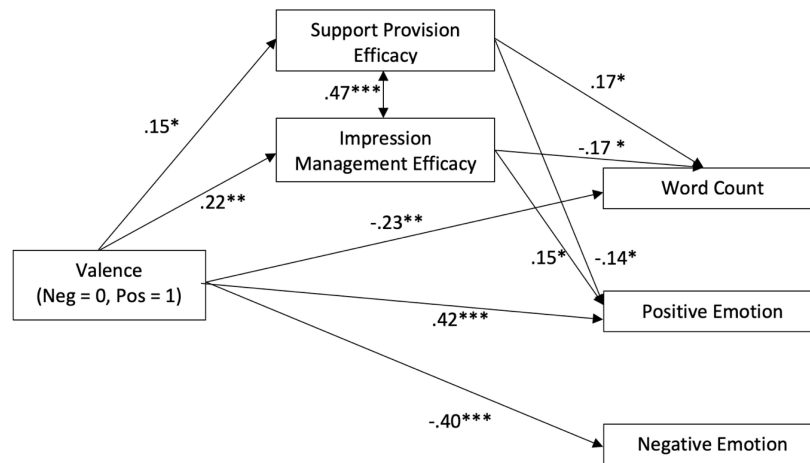 Support Provision
Efficacy
.47***
.17*
.15*
Impression
Management Efficacy
-.17 *
Word Count
.22**
-.23**
Valence
(Neg = 0, Pos = 1)
.15*
-.14*
Positive Emotion
.42***
-.40***
Negative Emotion